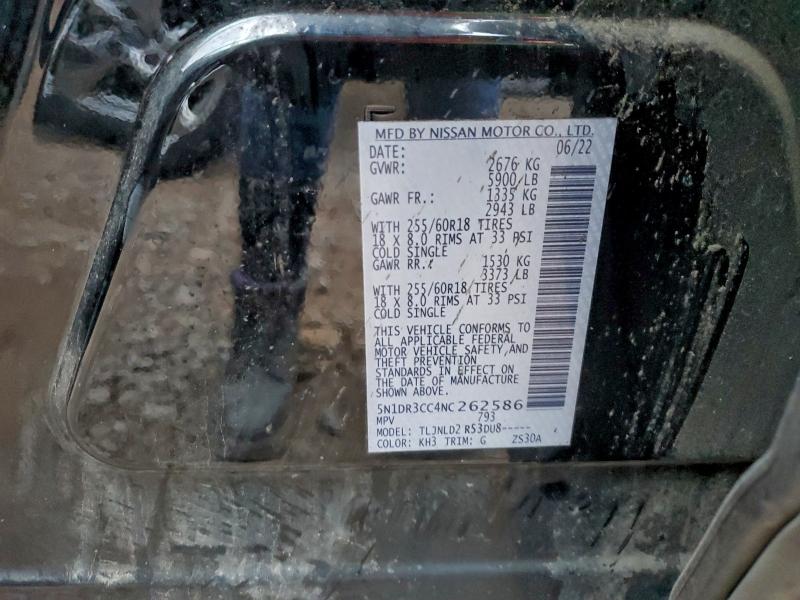 MFD BY NISSAN MOTOR CO., LTD.
DATE: 06/22
GVWR: 2676 KG
5900 LB
GAWR FR.: 1335 KG
2943 LB
WITH 255/60R18 TIRES
18 X 8.0 RIMS AT 33 PSI
COLD SINGLE
GAWR RR.: 1530 KG
3373 LB
WITH 255/60R18 TIRES
18 X 8.0 RIMS AT 33 PSI
COLD SINGLE
THIS VEHICLE CONFORMS TO
ALL APPLICABLE FEDERAL
MOTOR VEHICLE SAFETY,AND
THEFT PREVENTION
STANDARDS IN EFFECT ON
THE DATE OF MANUFACTURE
SHOWN ABOVE
5N1DR3CC4NC262586
MPV 793
MODEL: TLJNLD2 R53DU8-----
COLOR: KH3 TRIM: G ZS30A